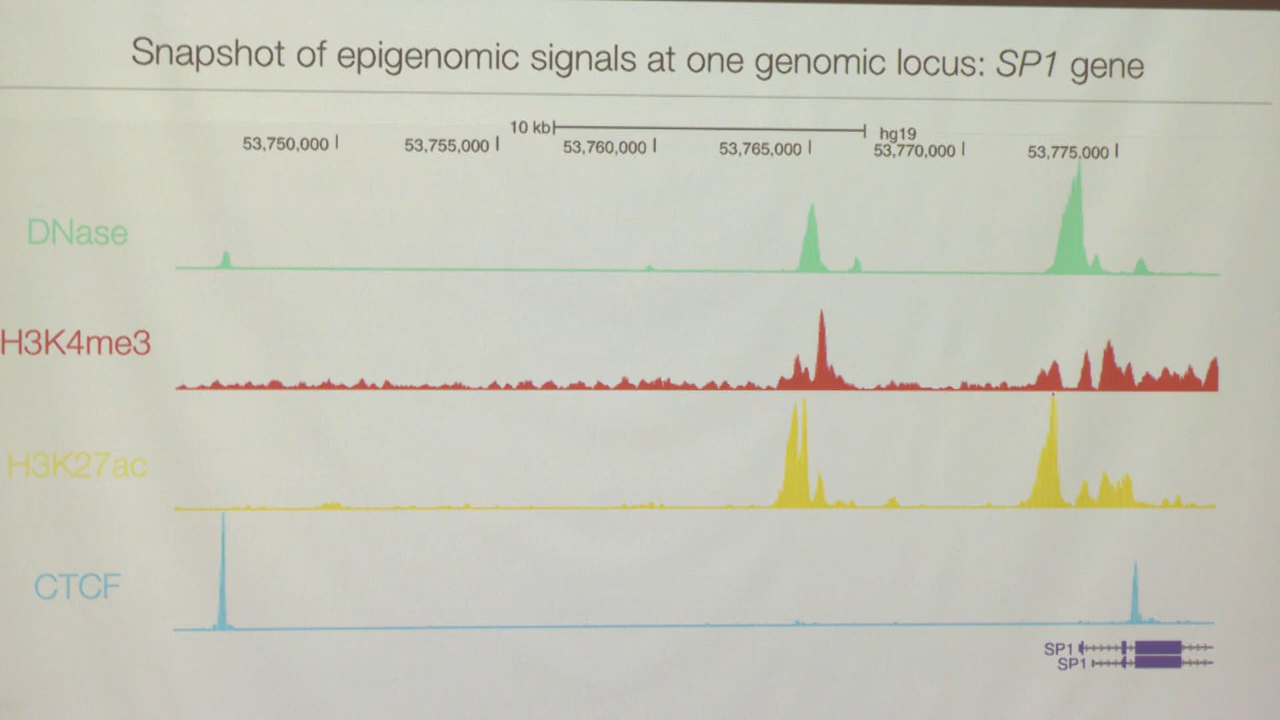 Snapshot of epigenomic signals at one genomic locus: SP1 gene
10 kb hg19
53,750,000 53,755,000 53,760,000 53,765,000 53,770,000 53,775.000
DNase
H3K4me3
H3K27ac
CTCF
SP1
SP1